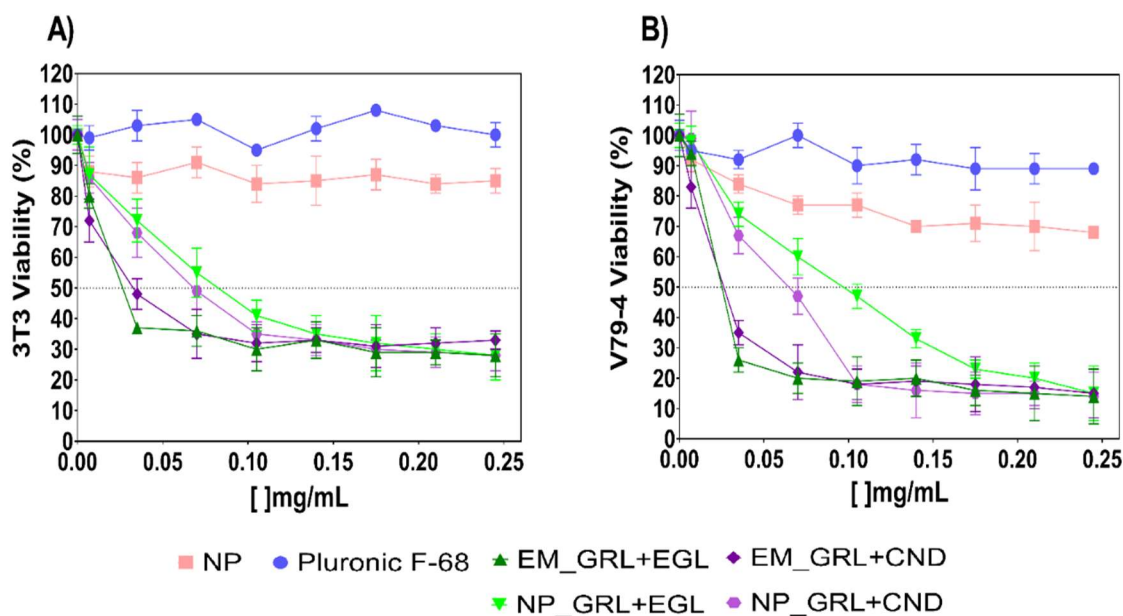 A)
120
110
100
90
80
70
60
50
40
30
20
10
0
3T3 Viability (%)
0.00 0.05 0.10 0.15 0.20 0.25
[ ]mg/mL
B)
120
110
100
90
80
70
60
50
40
30
20
10
0
V79-4 Viability (%)
0.00 0.05 0.10 0.15 0.20 0.25
[ ]mg/mL
NP Pluronic F-68 EM_GRL+EGL EM_GRL+CND
NP_GRL+EGL NP_GRL+CND